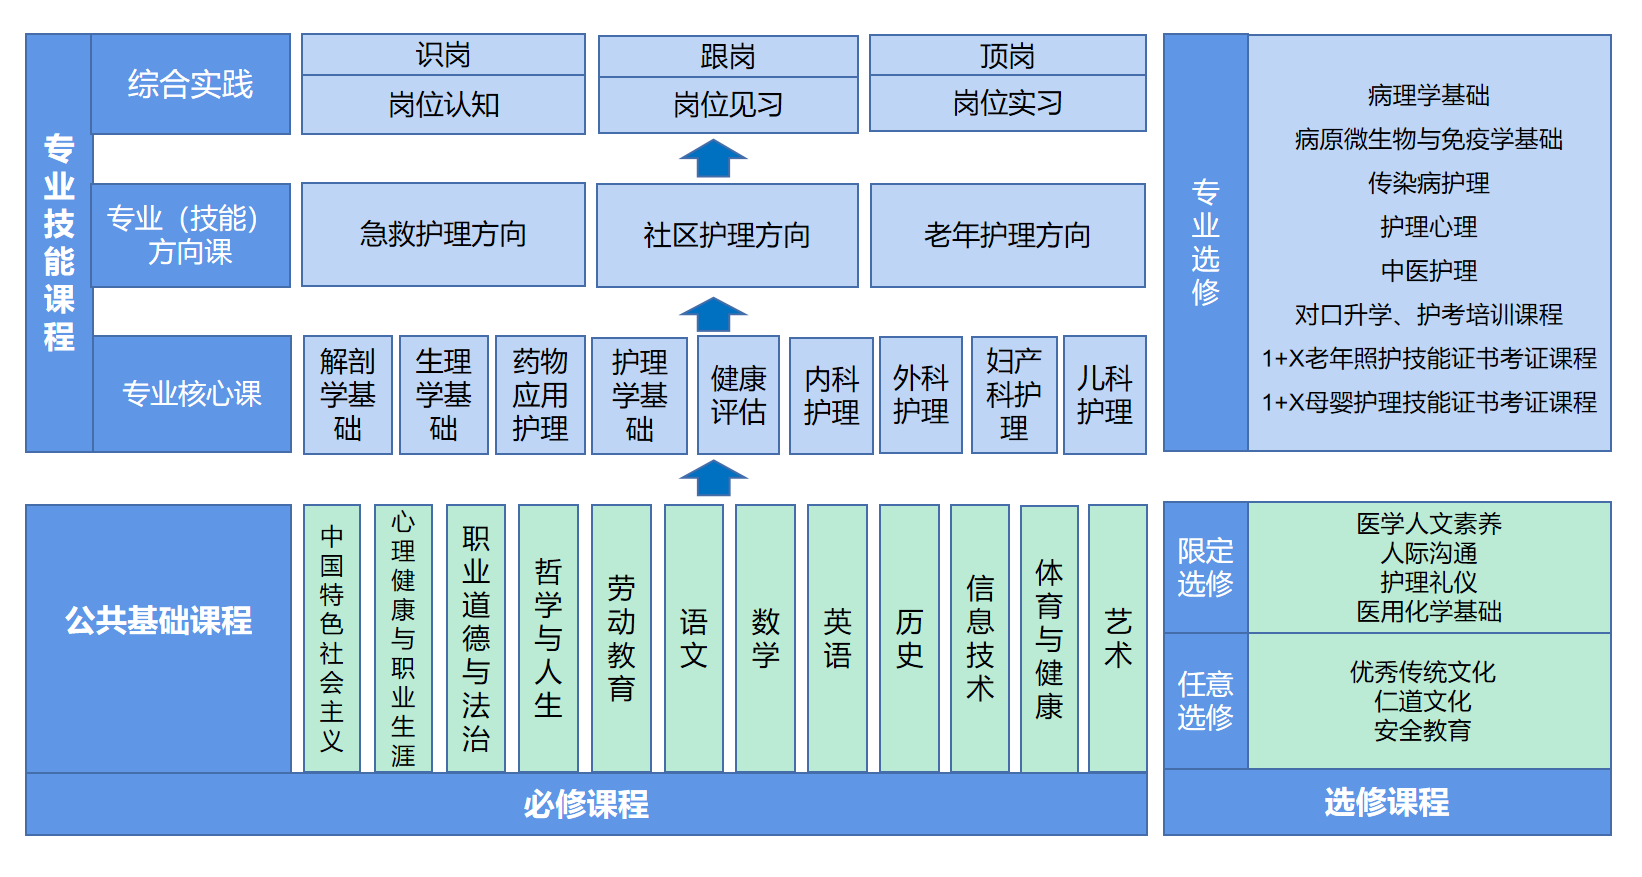 专业技能课程
综合实践
识岗
岗位认知
跟岗
岗位见习
顶岗
岗位实习
专业（技能）
方向课
急救护理方向
社区护理方向
老年护理方向
专业核心课
解剖
学基
础
生理
学基
础
药物
应用
护理
护理
学基
础
健康
评估
内科
护理
外科
护理
妇产
科护
理
儿科
护理
公共基础课程
中国特色社会主义
心理健康与职业生涯
职业道德与法治
哲学与人生
劳动教育
语文
数学
英语
历史
信息技术
体育与健康
艺术
必修课程
专业选修
病理学基础
病原微生物与免疫学基础
传染病护理
护理心理
中医护理
对口升学、护考培训课程
1+X老年照护技能证书考证课程
1+X母婴护理技能证书考证课程
限定
选修
医学人文素养
人际沟通
护理礼仪
医用化学基础
任意
选修
优秀传统文化
仁道文化
安全教育
选修课程